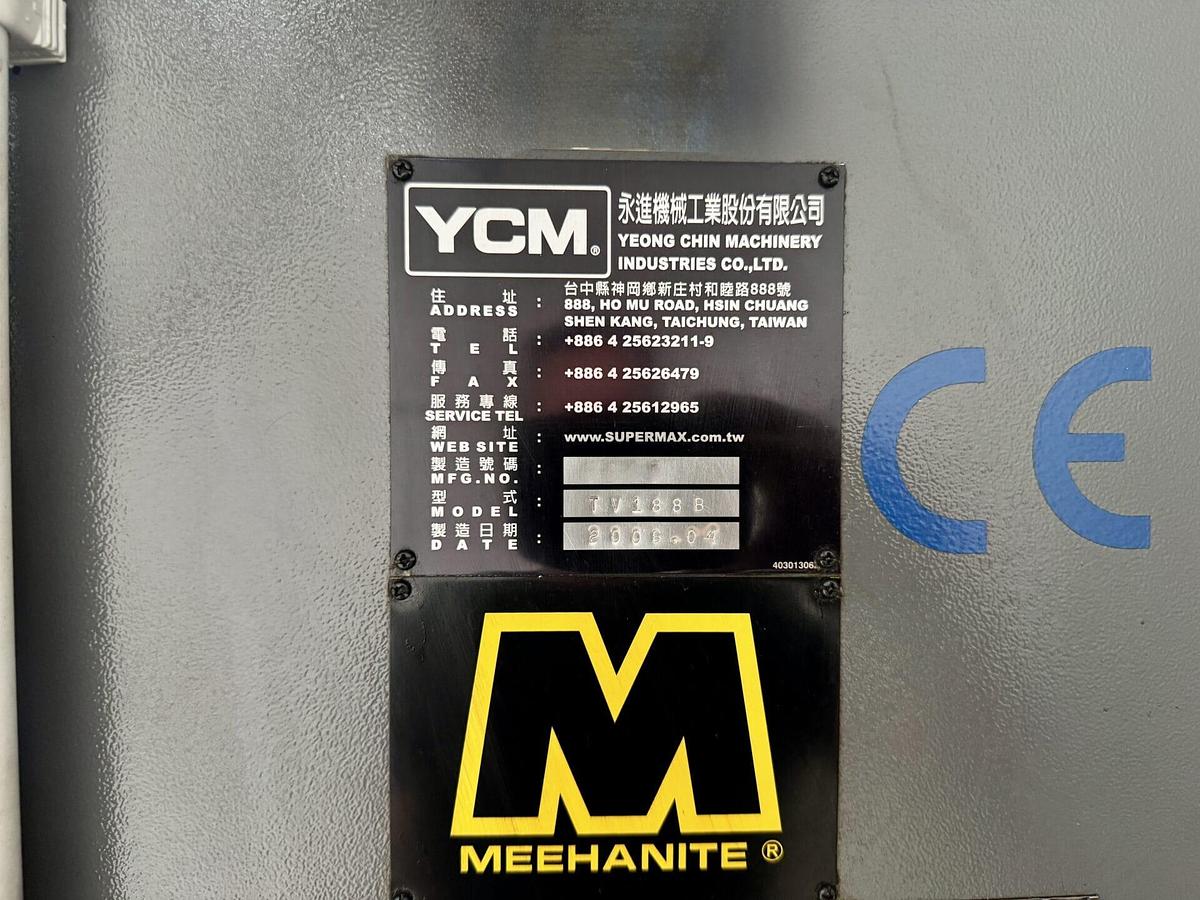 YCM®
永進機械工業股份有限公司
YEONG CHIN MACHINERY
INDUSTRIES CO.,LTD.
住址 : 台中縣神岡鄉新庄村和睦路888號
ADDRESS 888, HO MU ROAD, HSIN CHUANG
SHEN KANG, TAICHUNG, TAIWAN
電話 : +886 4 25623211-9
TEL
傳真 : +886 4 25626479
FAX
服務專線 : +886 4 25612965
SERVICE TEL
網址 : www.SUPERMAX.com.tw
WEB SITE
製造號碼 :
MFG.NO.
型式 : TV188B
MODEL
製造日期 : 2006.04
DATE
CE
M
MEEHANITE®